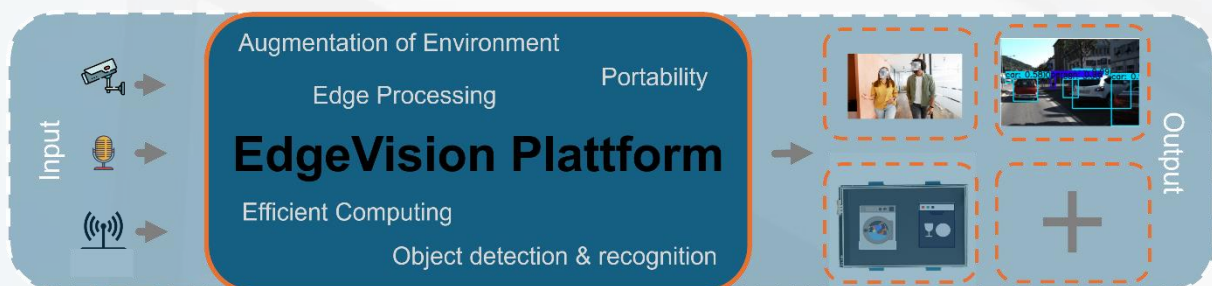 Input
Augmentation of Environment
Portability
Edge Processing
EdgeVision Plattform
Efficient Computing
Object detection & recognition
Output